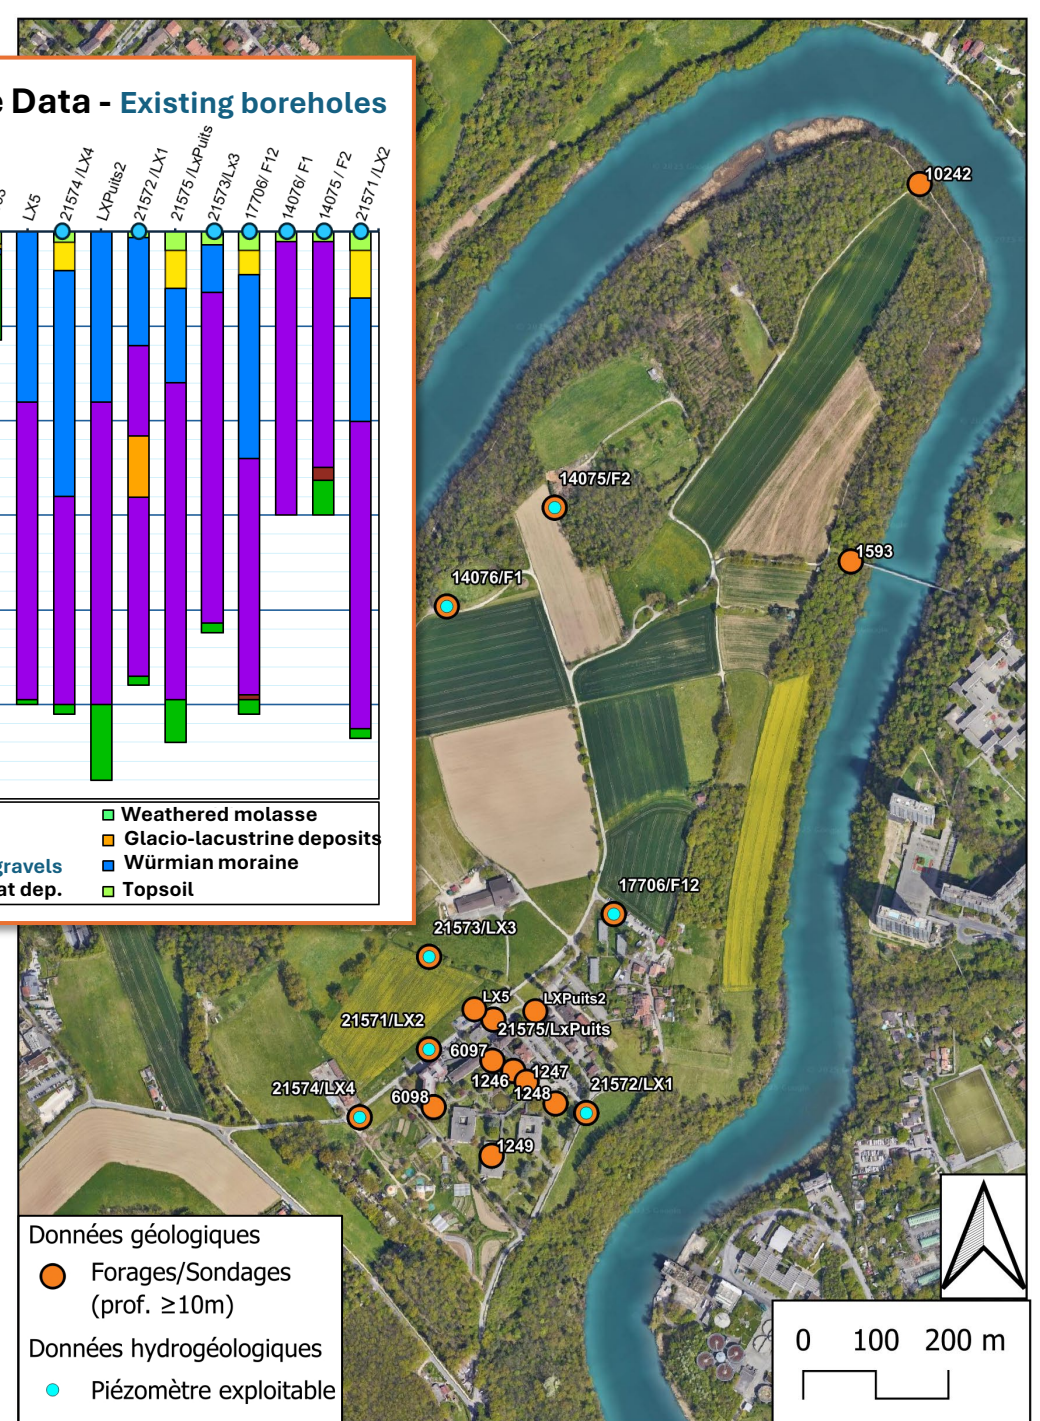 e Data - Existing boreholes
LX5
21574 /LX4
LXPuits2
21572 /LX1
21575 /LxPuits
21573/Lx3
17706/ F12
14076/ F1
14075 / F2
21571 /LX2
Weathered molasse
Glacio-lacustrine deposits
gravels
Würmian moraine
at dep.
Topsoil
10242
14075/F2
1593
14076/F1
17706/F12
21573/LX3
LX5
LXPuits2
21571/LX2
21575/LxPuits
6097
1246
1247
21574/LX4
6098
1248
21572/LX1
1249
Données géologiques
Forages/Sondages
(prof. ≥10m)
Données hydrogéologiques
Piézomètre exploitable
0 100 200 m